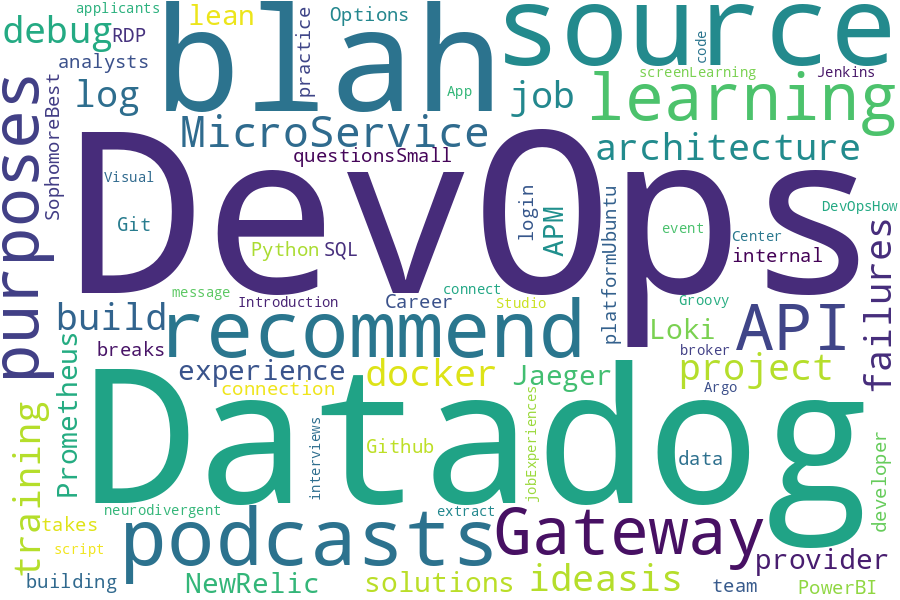 applicants
lean
Options
debug
RDP
analysts
blah
practice
source
code
screenLearning
Jenkins
App
log
job
learning
purposes
SophomoreBest
MicroService
questionsSmall
architecture
DevOps
Visual
Git
login
APM
platformUbuntu
event
Center
DevOpsHow
Python
SQL
internal
failures
message
Introduction
Career
connect
Studio
Groovy
build
recommend
Loki
API
breaks
broker
Prometheus
experience
connection
docker
Jaeger
project
Argo
Datadog
training
interviews
Github
jobExperiences
data
developer
neurodivergent
extract
takes
podcasts
Gateway
script
provider
building
NewRelic
solutions
ideasis
team
PowerBI